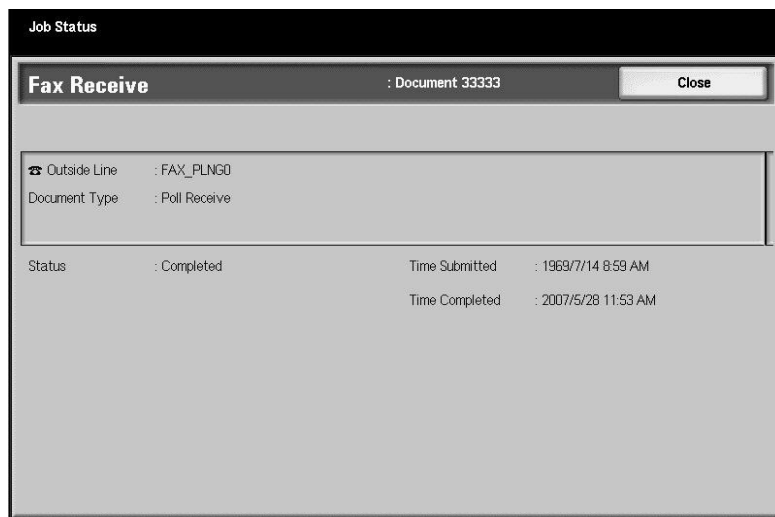 Job Status
Fax Receive : Document 33333 Close
☎ Outside Line : FAX_PLNG0
Document Type : Poll Receive
Status : Completed Time Submitted : 1969/7/14 8:59 AM
Time Completed : 2007/5/28 11:53 AM